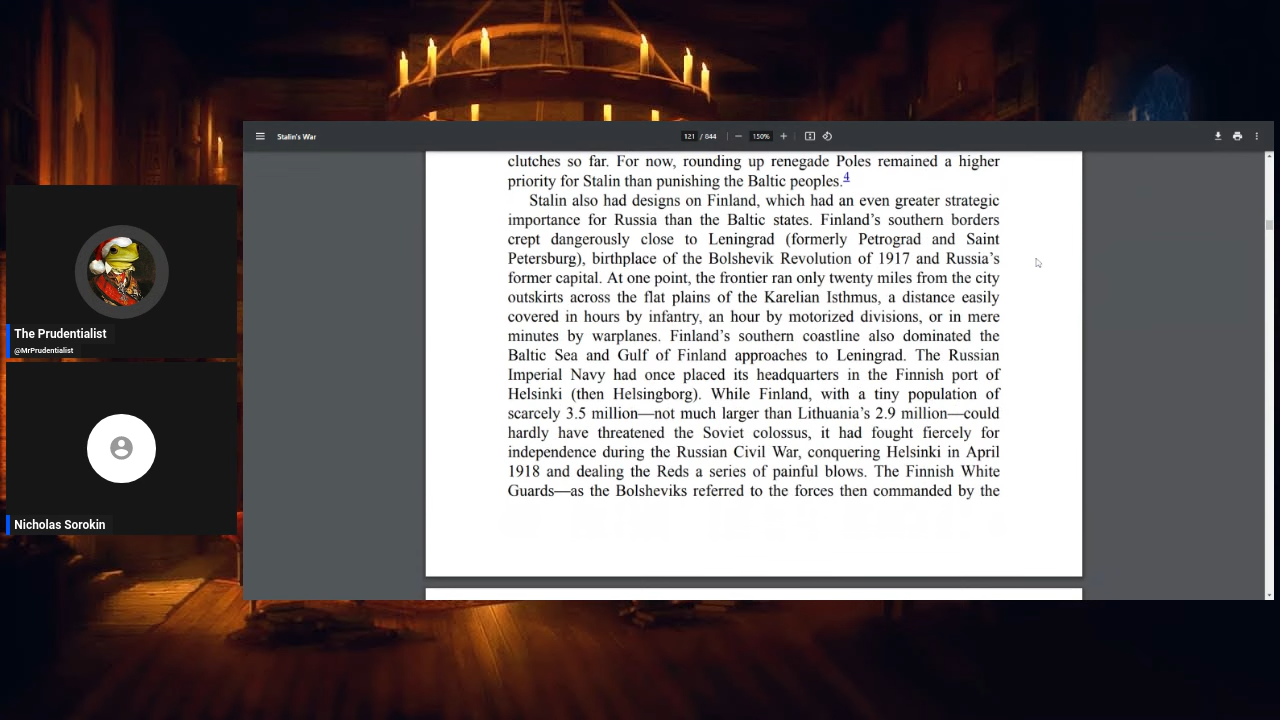 Stalin's War
121 / 844
150%
clutches so far. For now, rounding up renegade Poles remained a higher
priority for Stalin than punishing the Baltic peoples.4
Stalin also had designs on Finland, which had an even greater strategic
importance for Russia than the Baltic states. Finland’s southern borders
crept dangerously close to Leningrad (formerly Petrograd and Saint
Petersburg), birthplace of the Bolshevik Revolution of 1917 and Russia’s
former capital. At one point, the frontier ran only twenty miles from the city
outskirts across the flat plains of the Karelian Isthmus, a distance easily
covered in hours by infantry, an hour by motorized divisions, or in mere
minutes by warplanes. Finland’s southern coastline also dominated the
Baltic Sea and Gulf of Finland approaches to Leningrad. The Russian
Imperial Navy had once placed its headquarters in the Finnish port of
Helsinki (then Helsingborg). While Finland, with a tiny population of
scarcely 3.5 million—not much larger than Lithuania’s 2.9 million—could
hardly have threatened the Soviet colossus, it had fought fiercely for
independence during the Russian Civil War, conquering Helsinki in April
1918 and dealing the Reds a series of painful blows. The Finnish White
Guards—as the Bolsheviks referred to the forces then commanded by the
The Prudentialist
@MrPrudentialist
Nicholas Sorokin